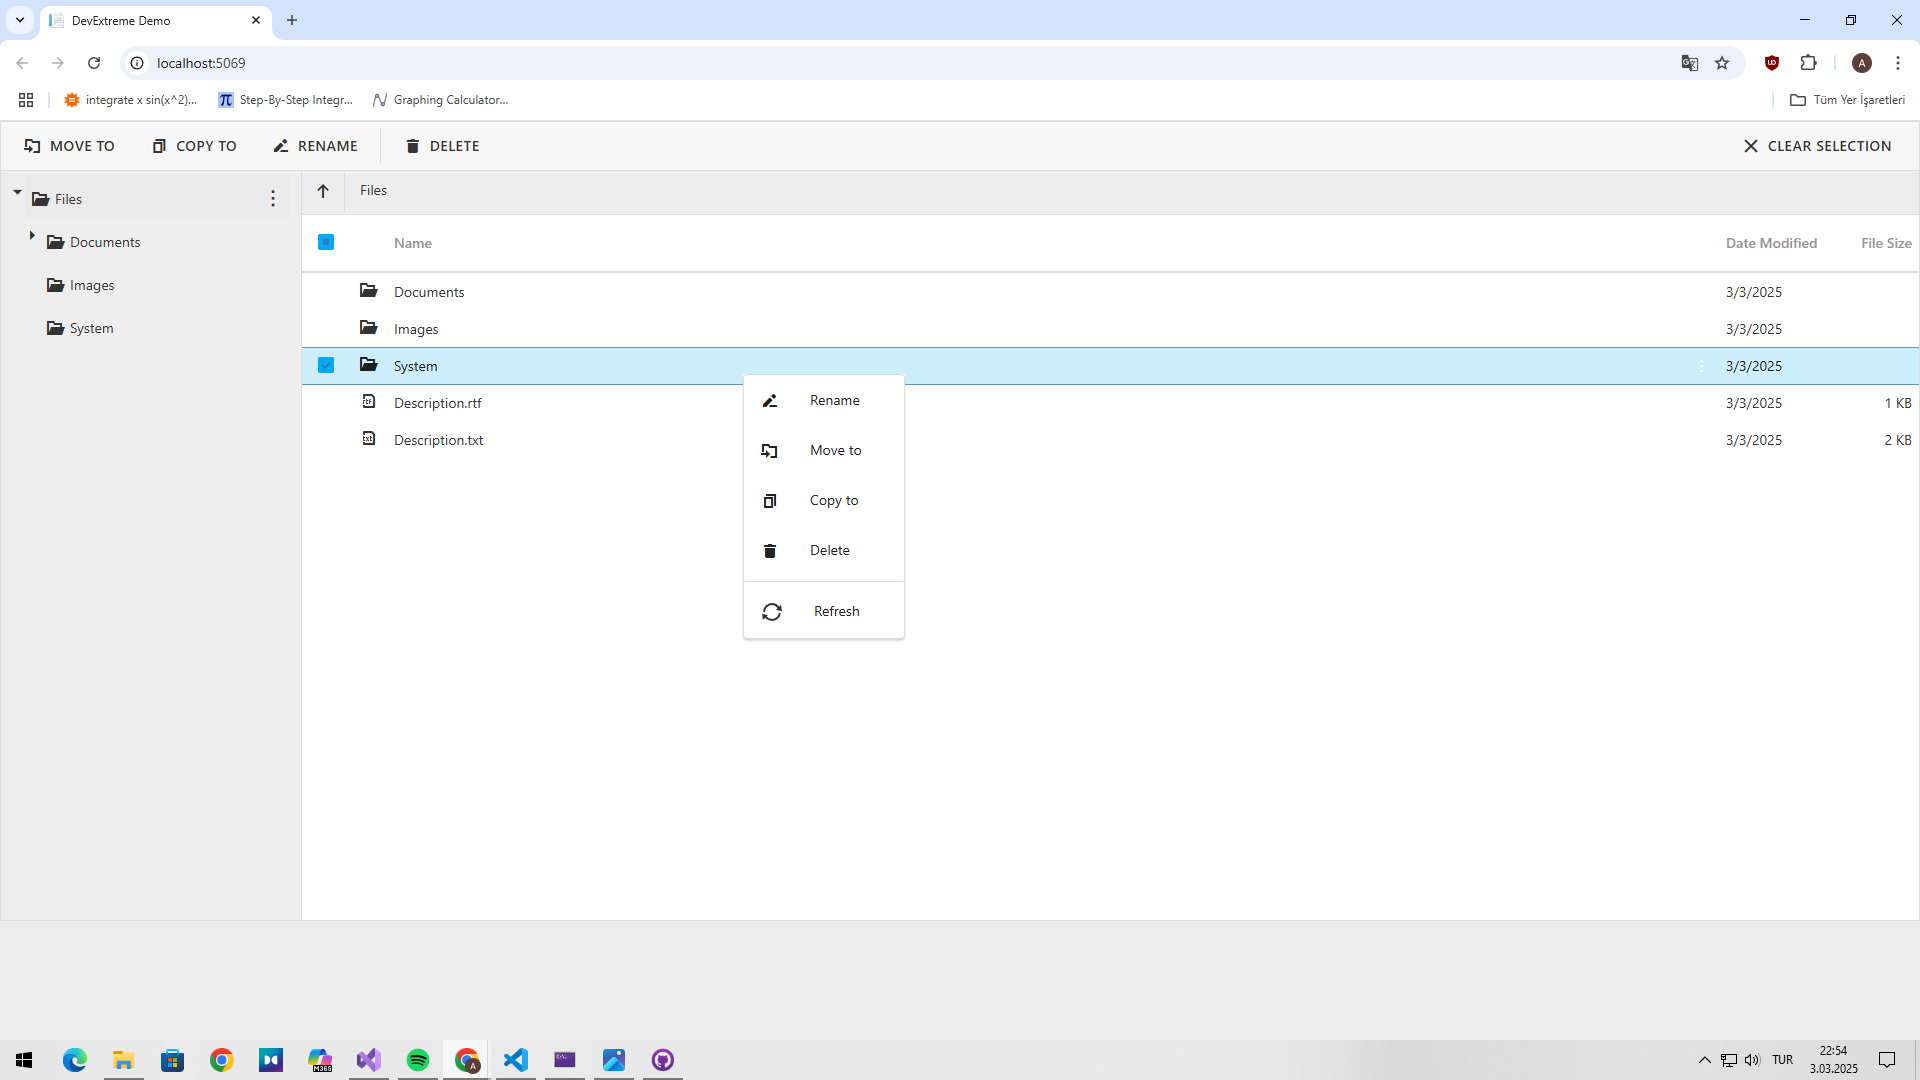 DevExtreme Demo
localhost:5069
integrate x sin(x^2)...
Step-By-Step Integr...
Graphing Calculator...
Tüm Yer İşaretleri
MOVE TO
COPY TO
RENAME
DELETE
CLEAR SELECTION
Files
Documents
Images
System
Files
Name
Date Modified
File Size
Documents
3/3/2025
Images
3/3/2025
System
3/3/2025
Description.rtf
3/3/2025
1 KB
Description.txt
3/3/2025
2 KB
Rename
Move to
Copy to
Delete
Refresh
M365
A
A
TUR
22:54
3.03.2025